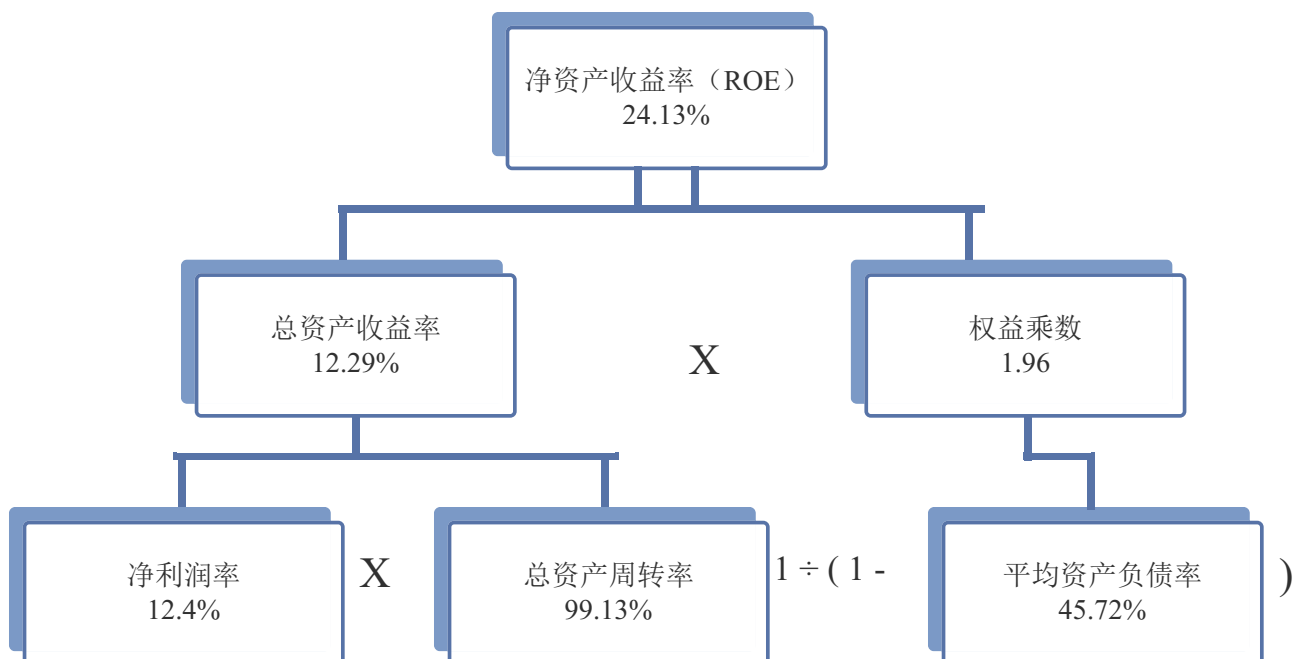 净资产收益率（ROE）
24.13%
总资产收益率
12.29%
X
权益乘数
1.96
净利润率
12.4%
X
总资产周转率
99.13%
1 ÷ ( 1 -
平均资产负债率
45.72%
)